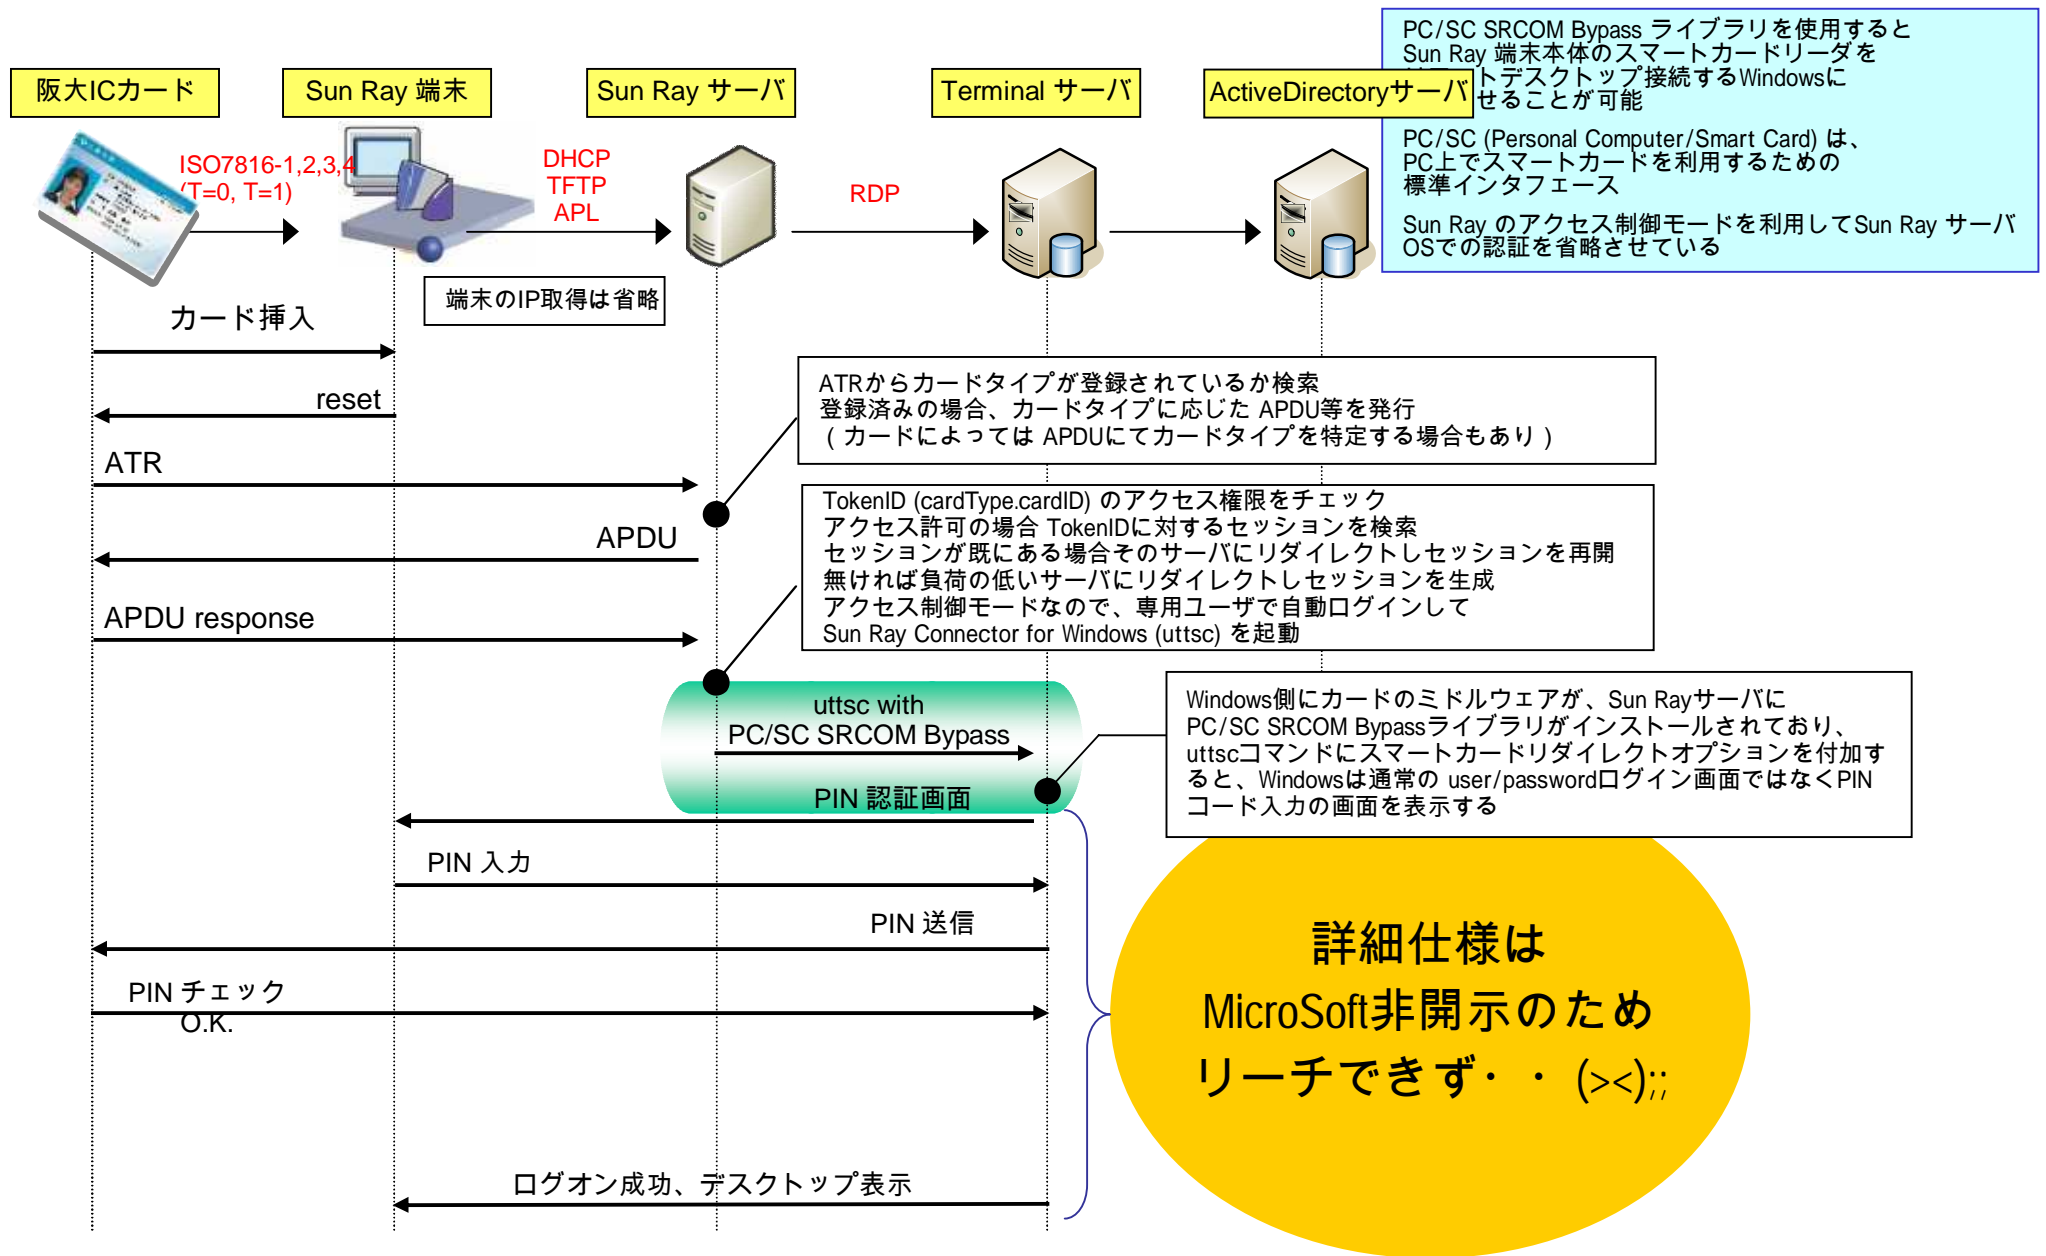 PC/SC SRCOM Bypass ライブラリを使用すると
Sun Ray 端末本体のスマートカードリーダを
トデスクトップ接続するWindowsに
せることが可能
PC/SC (Personal Computer/Smart Card) は、
PC上でスマートカードを利用するための
標準インタフェース
Sun Ray のアクセス制御モードを利用してSun Ray サーバ
OSでの認証を省略させている
阪大ICカード
Sun Ray 端末
Sun Ray サーバ
Terminal サーバ
ActiveDirectoryサーバ
ISO7816-1,2,3,4
(T=0, T=1)
DHCP
TFTP
APL
RDP
端末のIP取得は省略
カード挿入
reset
ATRからカードタイプが登録されているか検索
登録済みの場合、カードタイプに応じた APDU等を発行
（カードによっては APDUにてカードタイプを特定する場合もあり）
ATR
TokenID (cardType.cardID) のアクセス権限をチェック
アクセス許可の場合 TokenIDに対するセッションを検索
セッションが既にある場合そのサーバにリダイレクトしセッションを再開
無ければ負荷の低いサーバにリダイレクトしセッションを生成
アクセス制御モードなので、専用ユーザで自動ログインして
Sun Ray Connector for Windows (uttsc) を起動
APDU
APDU response
uttsc with
PC/SC SRCOM Bypass
Windows側にカードのミドルウェアが、Sun Rayサーバに
PC/SC SRCOM Bypassライブラリがインストールされており、
uttscコマンドにスマートカードリダイレクトオプションを付加す
ると、Windowsは通常の user/passwordログイン画面ではなくPIN
コード入力の画面を表示する
PIN 認証画面
PIN 入力
PIN 送信
PIN チェック
O.K.
詳細仕様は
MicroSoft非開示のため
リーチできず・・ (><);;
ログオン成功、デスクトップ表示